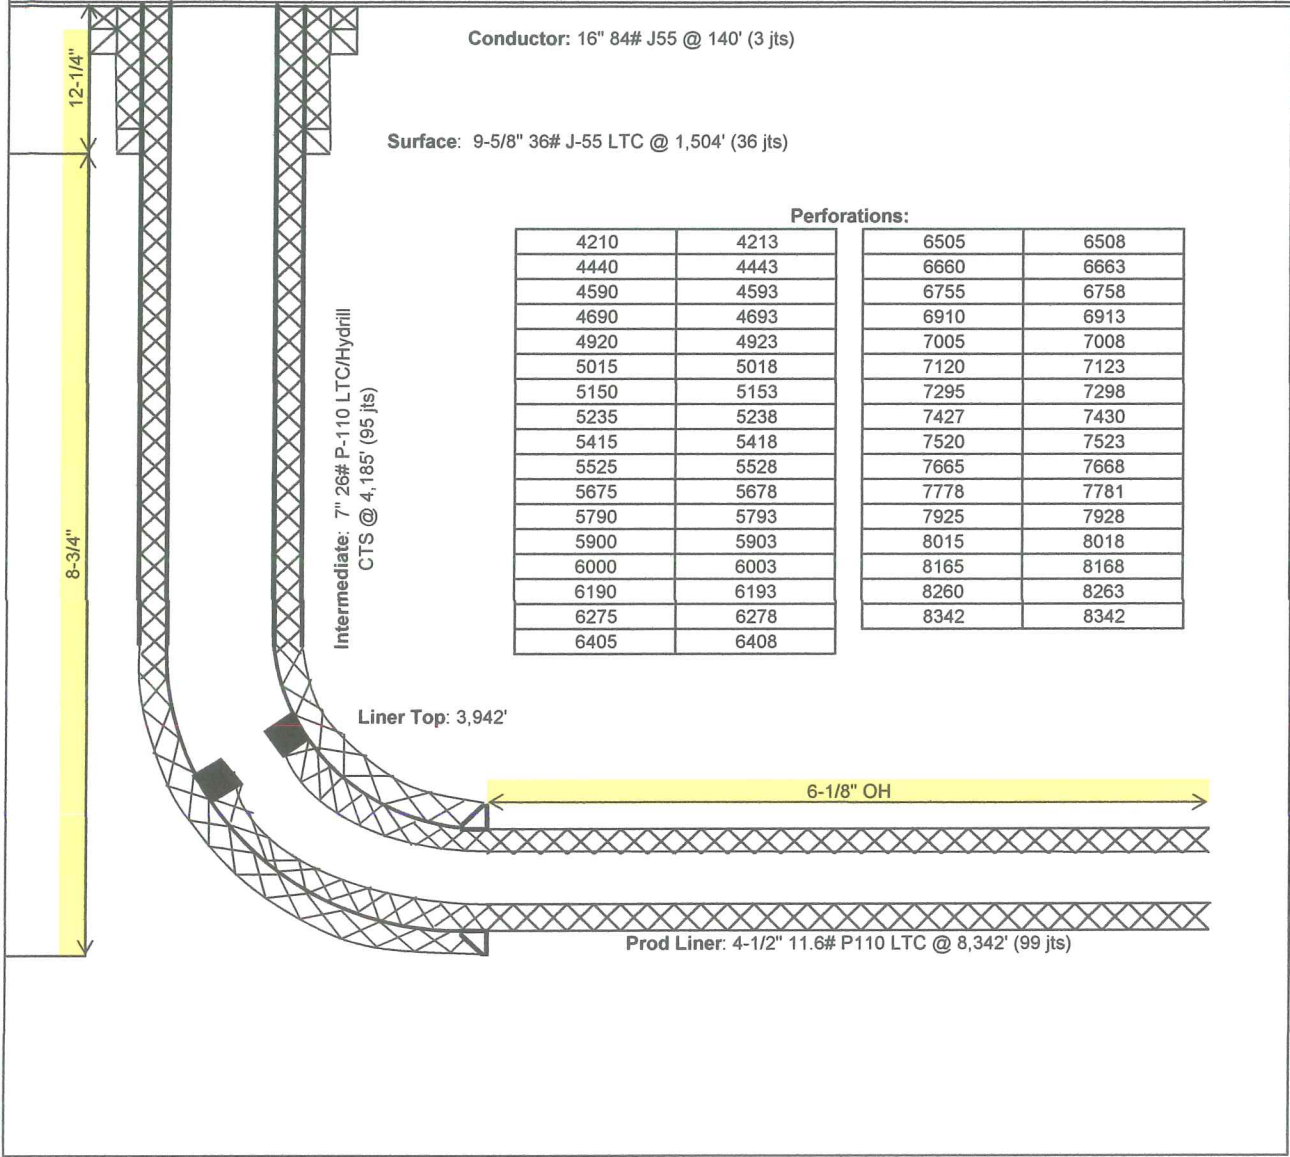 Conductor: 16" 84# J55 @ 140' (3 jts)
12-1/4"
Surface: 9-5/8" 36# J-55 LTC @ 1,504' (36 jts)
Perforations:
4210 4213 6505 6508
4440 4443 6660 6663
4590 4593 6755 6758
4690 4693 6910 6913
4920 4923 7005 7008
5015 5018 7120 7123
5150 5153 7295 7298
5235 5238 7427 7430
5415 5418 7520 7523
5525 5528 7665 7668
5675 5678 7778 7781
5790 5793 7925 7928
5900 5903 8015 8018
6000 6003 8165 8168
6190 6193 8260 8263
6275 6278 8342 8342
6405 6408
Intermediate: 7" 26# P-110 LTC/Hydrill
CTS @ 4,185' (95 jts)
8-3/4"
Liner Top: 3,942'
6-1/8" OH
Prod Liner: 4-1/2" 11.6# P110 LTC @ 8,342' (99 jts)